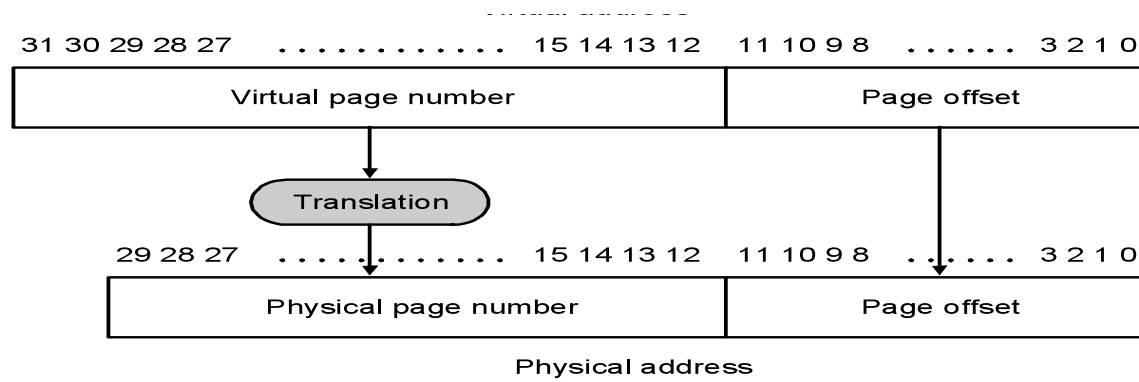 Virtual address
31 30 29 28 27 . . . . . . . . . . . . 15 14 13 12 11 10 9 8 . . . . . . 3 2 1 0
Virtual page number Page offset
Translation
29 28 27 . . . . . . . . . . . . 15 14 13 12 11 10 9 8 . . . . . . 3 2 1 0
Physical page number Page offset
Physical address